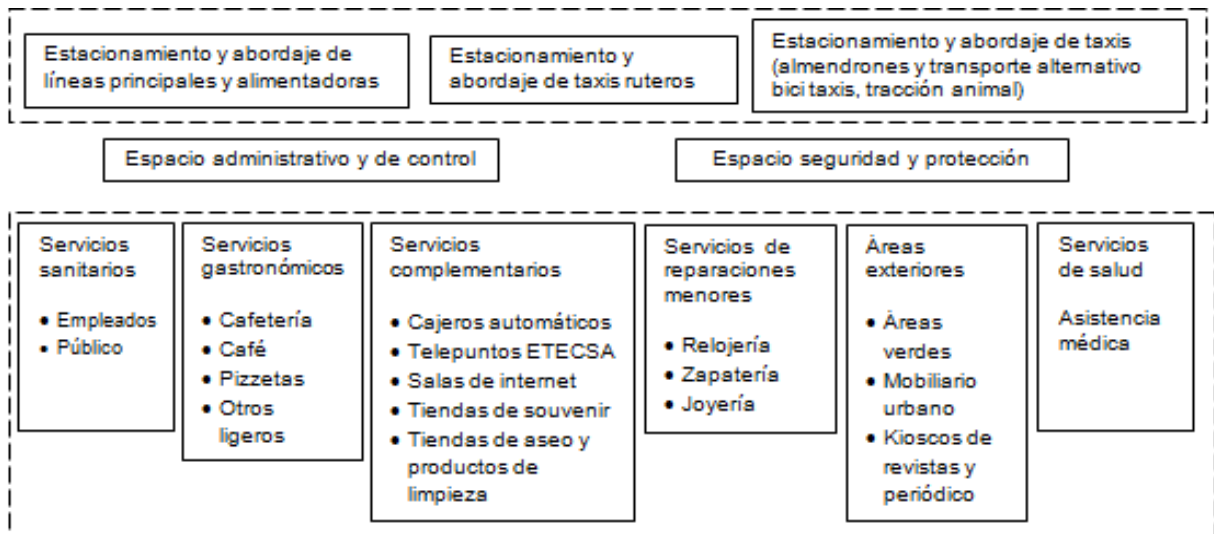 Estacionamiento y abordaje de
líneas principales y alimentadoras
Estacionamiento y
abordaje de taxis ruteros
Estacionamiento y abordaje de taxis
(almendrones y transporte alternativo
bici taxis, tracción animal)
Espacio administrativo y de control
Espacio seguridad y protección
Servicios
sanitarios
• Empleados
• Público
Servicios
gastronómicos
• Cafetería
• Café
• Pizzetas
• Otros
ligeros
Servicios
complementarios
• Cajeros automáticos
• Telepuntos ETECSA
• Salas de internet
• Tiendas de souvenir
• Tiendas de aseo y
productos de
limpieza
Servicios de
reparaciones
menores
• Relojería
• Zapatería
• Joyería
Áreas
exteriores
• Áreas
verdes
• Mobiliario
urbano
• Kioscos de
revistas y
periódico
Servicios
de salud
Asistencia
médica